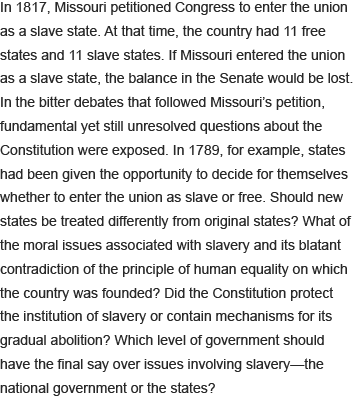 In 1817, Missouri petitioned Congress to enter the union
as a slave state. At that time, the country had 11 free
states and 11 slave states. If Missouri entered the union
as a slave state, the balance in the Senate would be lost.
In the bitter debates that followed Missouri's petition,
fundamental yet still unresolved questions about the
Constitution were exposed. In 1789, for example, states
had been given the opportunity to decide for themselves
whether to enter the union as slave or free. Should new
states be treated differently from original states? What of
the moral issues associated with slavery and its blatant
contradiction of the principle of human equality on which
the country was founded? Did the Constitution protect
the institution of slavery or contain mechanisms for its
gradual abolition? Which level of government should
have the final say over issues involving slavery—the
national government or the states?